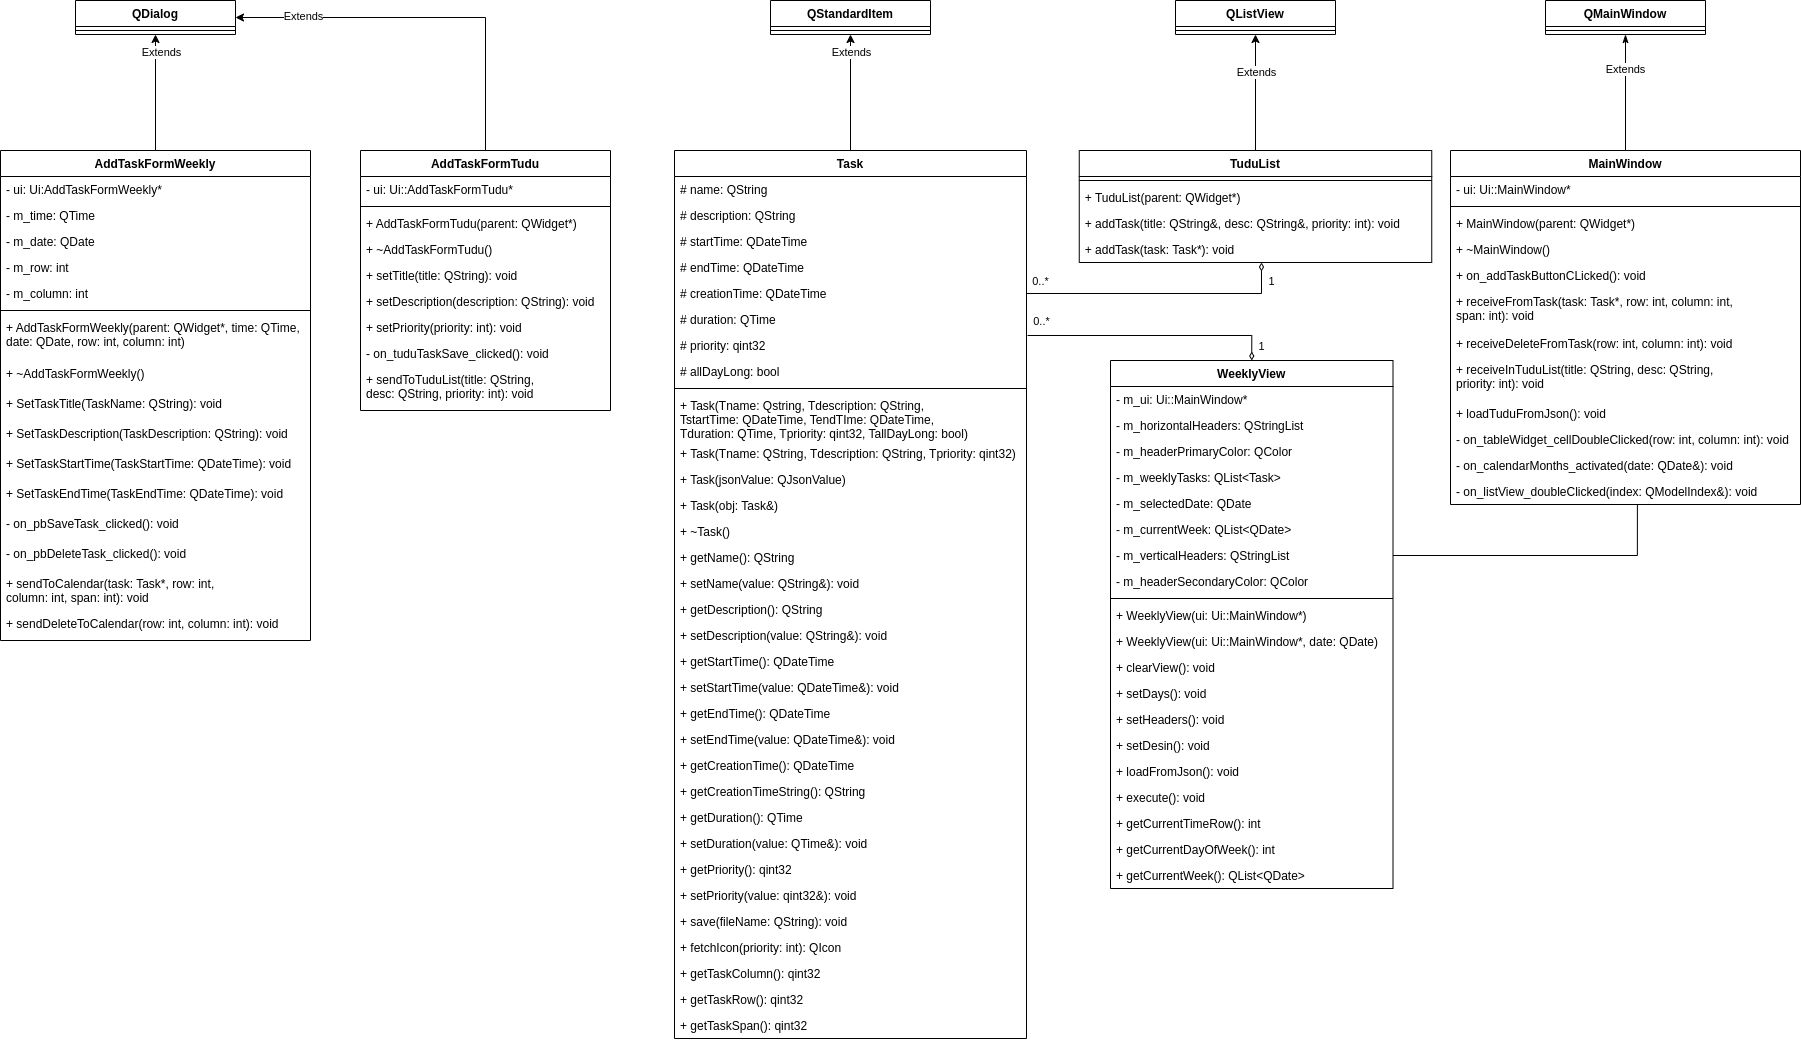 QDialog
Extends
Extends
QStandardItem
Extends
QListView
Extends
QMainWindow
Extends
AddTaskFormWeekly
- ui: Ui:AddTaskFormWeekly*
- m_time: QTime
- m_date: QDate
- m_row: int
- m_column: int
+ AddTaskFormWeekly(parent: QWidget*, time: QTime,
date: QDate, row: int, column: int)
+ ~AddTaskFormWeekly()
+ SetTaskTitle(TaskName: QString): void
+ SetTaskDescription(TaskDescription: QString): void
+ SetTaskStartTime(TaskStartTime: QDateTime): void
+ SetTaskEndTime(TaskEndTime: QDateTime): void
- on_pbSaveTask_clicked(): void
- on_pbDeleteTask_clicked(): void
+ sendToCalendar(task: Task*, row: int,
column: int, span: int): void
+ sendDeleteToCalendar(row: int, column: int): void
AddTaskFormTudu
- ui: Ui::AddTaskFormTudu*
+ AddTaskFormTudu(parent: QWidget*)
+ ~AddTaskFormTudu()
+ setTitle(title: QString): void
+ setDescription(description: QString): void
+ setPriority(priority: int): void
- on_tuduTaskSave_clicked(): void
+ sendToTuduList(title: QString,
desc: QString, priority: int): void
Task
# name: QString
# description: QString
# startTime: QDateTime
# endTime: QDateTime
# creationTime: QDateTime
# duration: QTime
# priority: qint32
# allDayLong: bool
+ Task(Tname: Qstring, Tdescription: QString,
TstartTime: QDateTime, TendTIme: QDateTime,
Tduration: QTime, Tpriority: qint32, TallDayLong: bool)
+ Task(Tname: QString, Tdescription: QString, Tpriority: qint32)
+ Task(jsonValue: QJsonValue)
+ Task(obj: Task&)
+ ~Task()
+ getName(): QString
+ setName(value: QString&): void
+ getDescription(): QString
+ setDescription(value: QString&): void
+ getStartTime(): QDateTime
+ setStartTime(value: QDateTime&): void
+ getEndTime(): QDateTime
+ setEndTime(value: QDateTime&): void
+ getCreationTime(): QDateTime
+ getCreationTimeString(): QString
+ getDuration(): QTime
+ setDuration(value: QTime&): void
+ getPriority(): qint32
+ setPriority(value: qint32&): void
+ save(fileName: QString): void
+ fetchIcon(priority: int): QIcon
+ getTaskColumn(): qint32
+ getTaskRow(): qint32
+ getTaskSpan(): qint32
TuduList
+ TuduList(parent: QWidget*)
+ addTask(title: QString&, desc: QString&, priority: int): void
+ addTask(task: Task*): void
0..*
1
0..*
1
WeeklyView
- m_ui: Ui::MainWindow*
- m_horizontalHeaders: QStringList
- m_headerPrimaryColor: QColor
- m_weeklyTasks: QList<Task>
- m_selectedDate: QDate
- m_currentWeek: QList<QDate>
- m_verticalHeaders: QStringList
- m_headerSecondaryColor: QColor
+ WeeklyView(ui: Ui::MainWindow*)
+ WeeklyView(ui: Ui::MainWindow*, date: QDate)
+ clearView(): void
+ setDays(): void
+ setHeaders(): void
+ setDesin(): void
+ loadFromJson(): void
+ execute(): void
+ getCurrentTimeRow(): int
+ getCurrentDayOfWeek(): int
+ getCurrentWeek(): QList<QDate>
MainWindow
- ui: Ui::MainWindow*
+ MainWindow(parent: QWidget*)
+ ~MainWindow()
+ on_addTaskButtonCLicked(): void
+ receiveFromTask(task: Task*, row: int, column: int,
span: int): void
+ receiveDeleteFromTask(row: int, column: int): void
+ receiveInTuduList(title: QString, desc: QString,
priority: int): void
+ loadTuduFromJson(): void
- on_tableWidget_cellDoubleClicked(row: int, column: int): void
- on_calendarMonths_activated(date: QDate&): void
- on_listView_doubleClicked(index: QModelIndex&): void